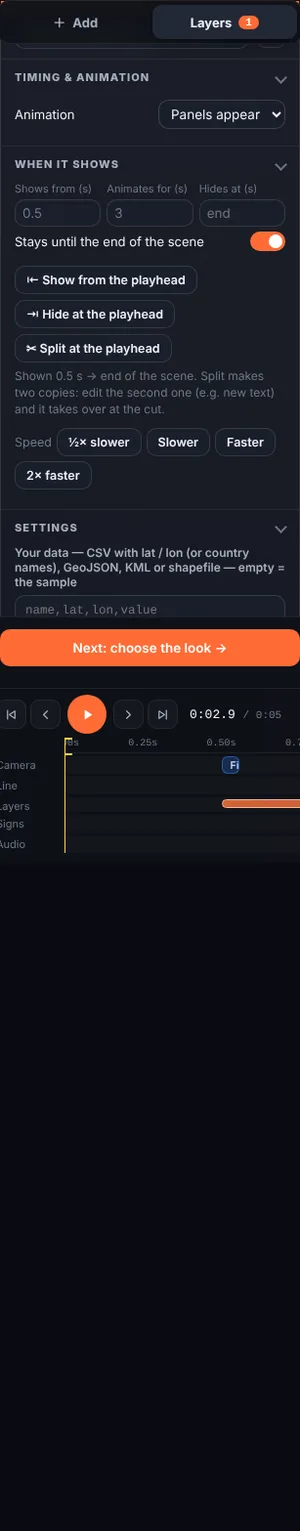 + Add
Layers 1
TIMING & ANIMATION
Animation
Panels appear
WHEN IT SHOWS
Shows from (s) Animates for (s) Hides at (s)
0.5 3 end
Stays until the end of the scene
⇤ Show from the playhead
⇥ Hide at the playhead
✂ Split at the playhead
Shown 0.5 s → end of the scene. Split makes
two copies: edit the second one (e.g. new text)
and it takes over at the cut.
Speed ½× slower Slower Faster
2× faster
SETTINGS
Your data — CSV with lat / lon (or country
names), GeoJSON, KML or shapefile — empty =
the sample
name,lat,lon,value
Next: choose the look →
0:02.9 / 0:05
0.25s 0.50s
Camera
Fi
Line
Layers
Signs
Audio